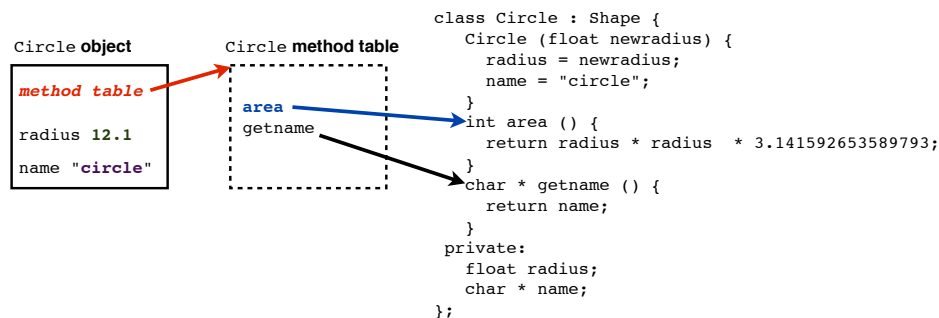 Circle object
method table
radius 12.1
name "circle"
Circle method table
area
getname
class Circle : Shape {
Circle (float newradius) {
radius = newradius;
name = "circle";
}
int area () {
return radius * radius  * 3.141592653589793;
}
char * getname () {
return name;
}
private:
float radius;
char * name;
};